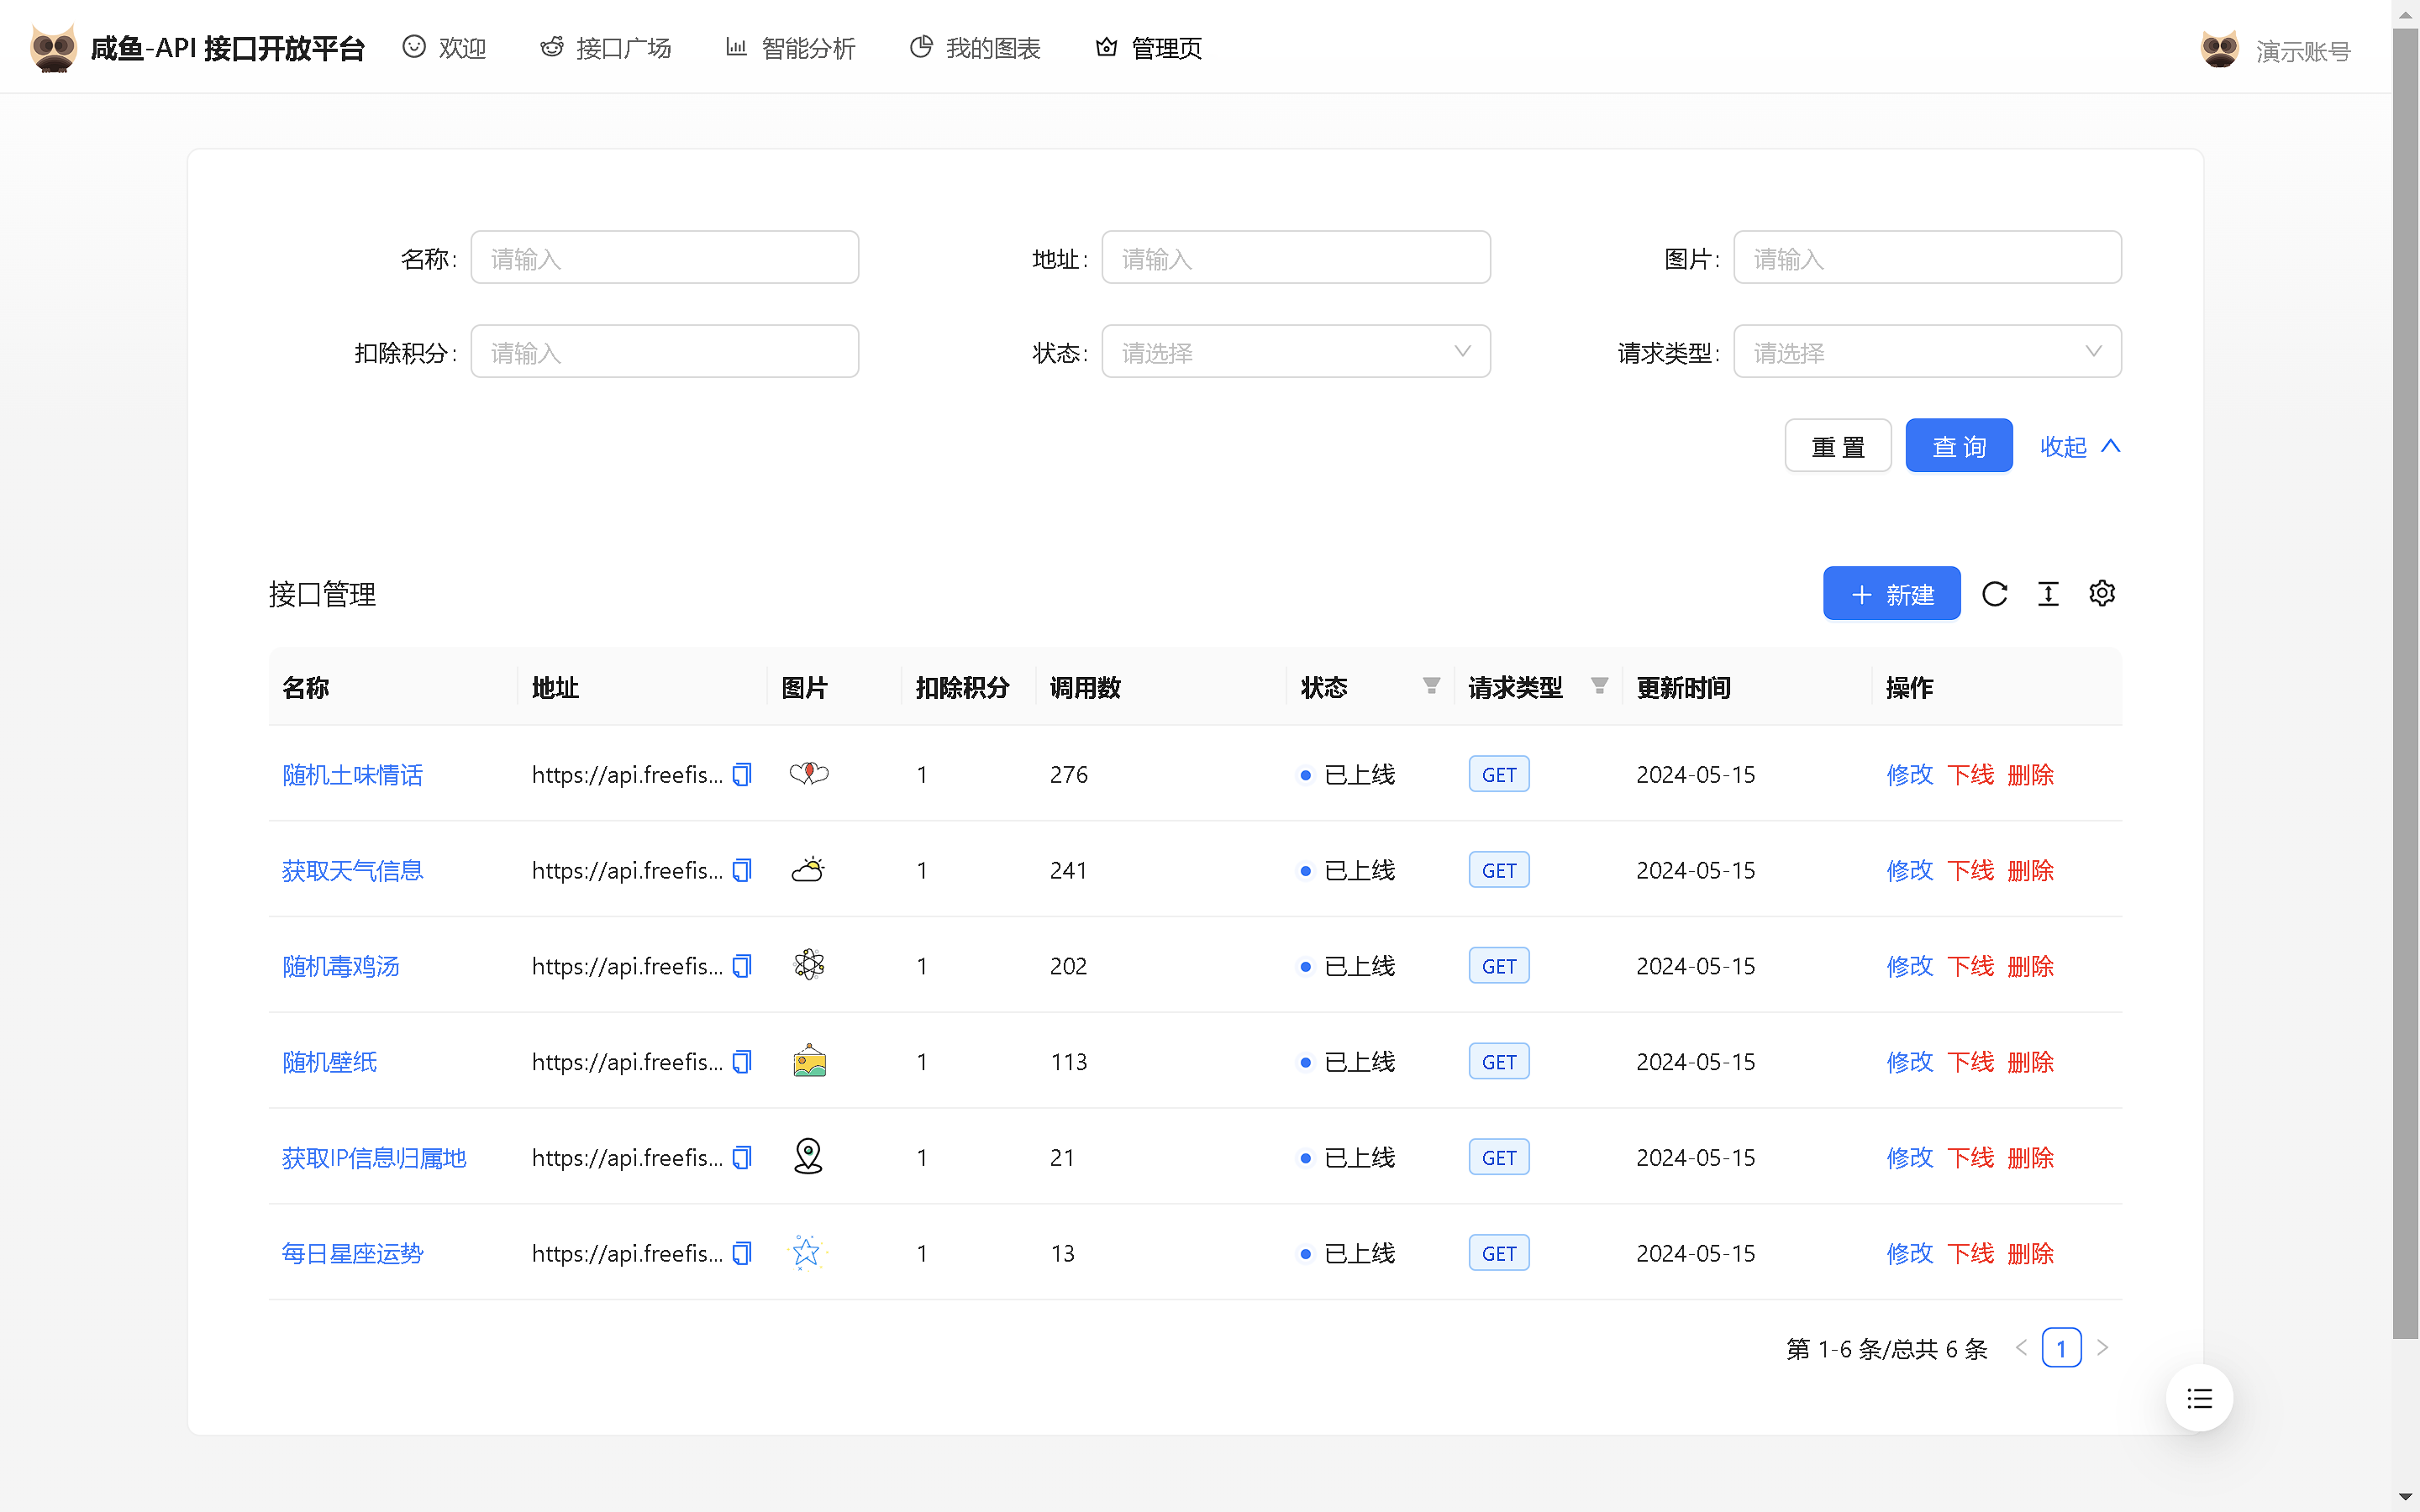 咸鱼-API 接口开放平台 欢迎 接口广场 智能分析 我的图表 管理页 演示账号
名称: 请输入 地址: 请输入 图片: 请输入
扣除积分: 请输入 状态: 请选择 请求类型: 请选择
重 置 查 询 收起
接口管理 新建
名称 地址 图片 扣除积分 调用数 状态 请求类型 更新时间 操作
随机土味情话 https://api.freefis... 1 276 已上线 GET 2024-05-15 修改 下线 删除
获取天气信息 https://api.freefis... 1 241 已上线 GET 2024-05-15 修改 下线 删除
随机毒鸡汤 https://api.freefis... 1 202 已上线 GET 2024-05-15 修改 下线 删除
随机壁纸 https://api.freefis... 1 113 已上线 GET 2024-05-15 修改 下线 删除
获取IP信息归属地 https://api.freefis... 1 21 已上线 GET 2024-05-15 修改 下线 删除
每日星座运势 https://api.freefis... 1 13 已上线 GET 2024-05-15 修改 下线 删除
第 1-6 条/总共 6 条 1